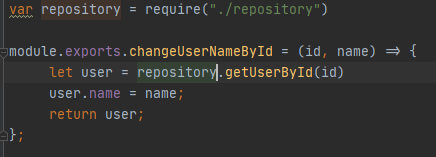 var repository = require("./repository")
module.exports.changeUserNameById = (id, name) => {
let user = repository.getUserById(id)
user.name = name;
return user;
};